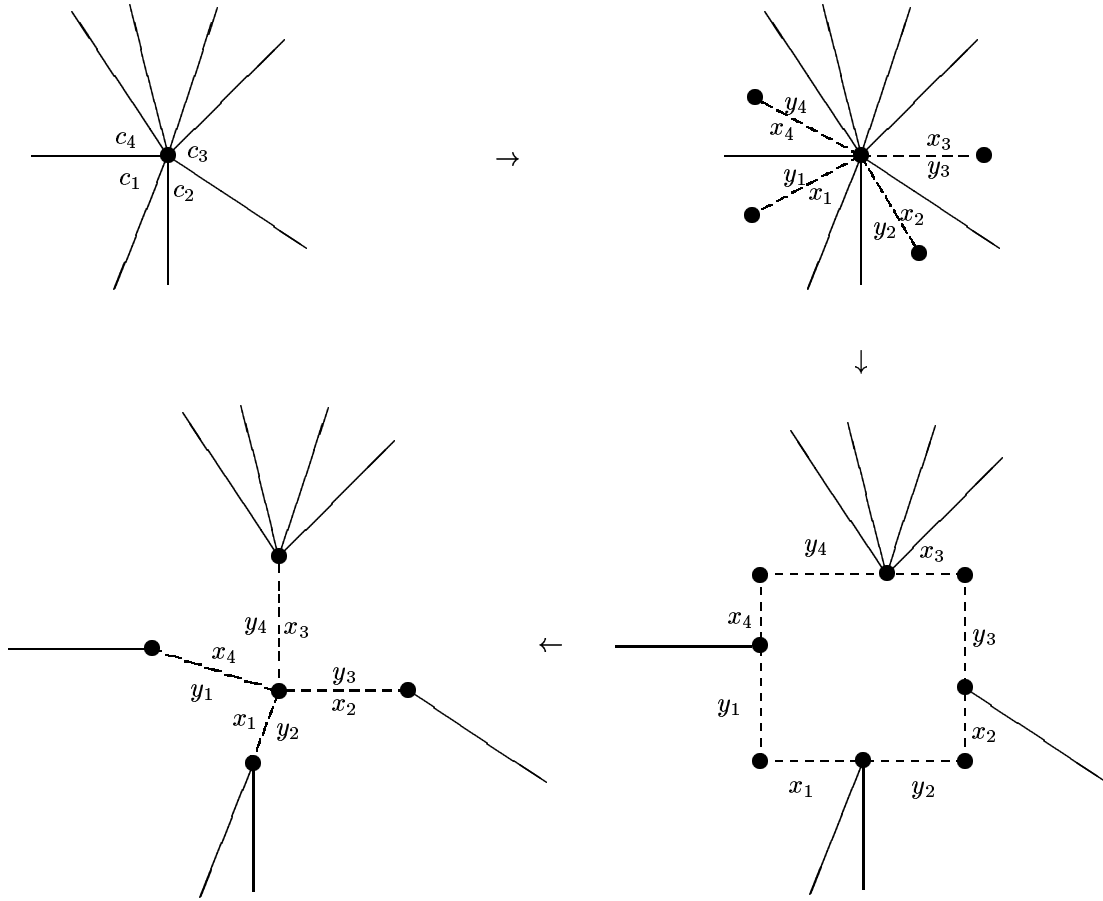 c₄ c₃
c₁ c₂
→
y₄
x₄ x₃
y₃
y₁ x₁
x₂
y₂
↓
y₄ x₃
x₄
y₃
y₁ x₂
x₁ y₂
←
y₄ x₃
x₄
y₃
y₁
x₂
x₁ y₂